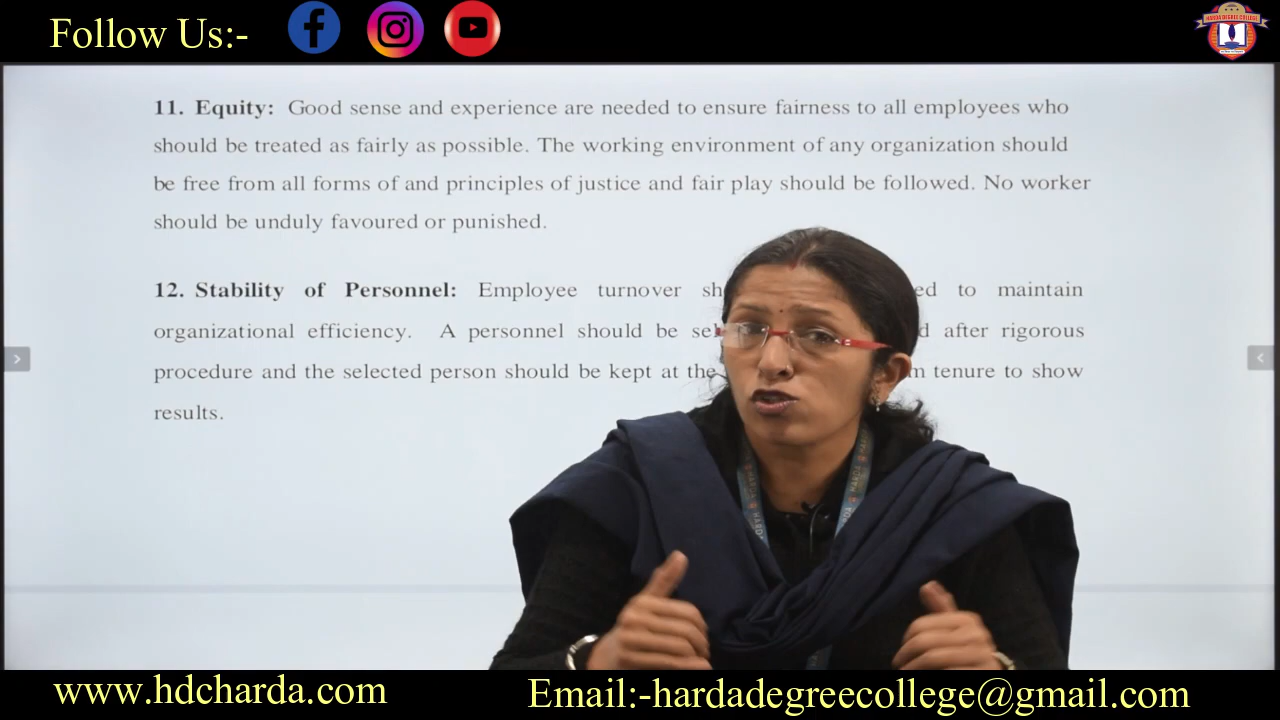 Follow Us:-
HARDA DEGREE COLLEGE
11. Equity: Good sense and experience are needed to ensure fairness to all employees who
should be treated as fairly as possible. The working environment of any organization should
be free from all forms of and principles of justice and fair play should be followed. No worker
should be unduly favoured or punished.
12. Stability of Personnel: Employee turnover to maintain
organizational efficiency. A personnel should be after rigorous
procedure and the selected person should be kept at the tenure to show
results.
www.hdcharda.com
Email:-hardadegreecollege@gmail.com